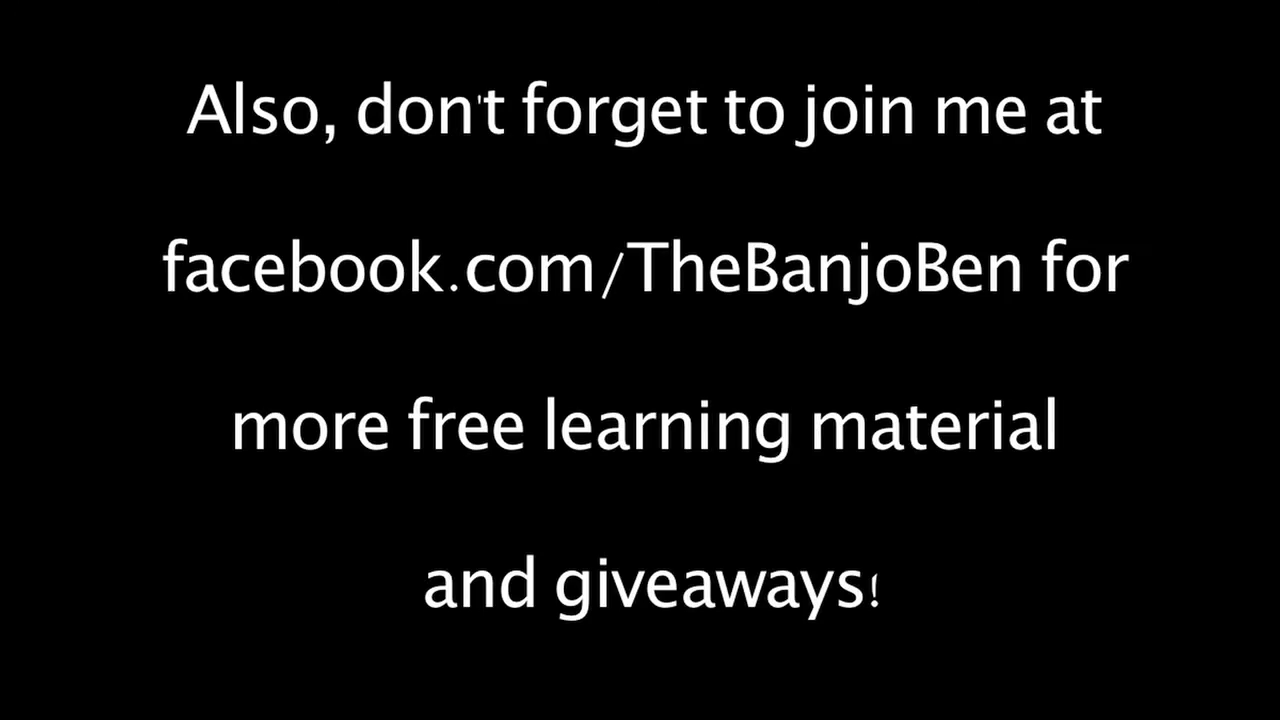 Also, don't forget to join me at
facebook.com/TheBanjoBen for
more free learning material
and giveaways!